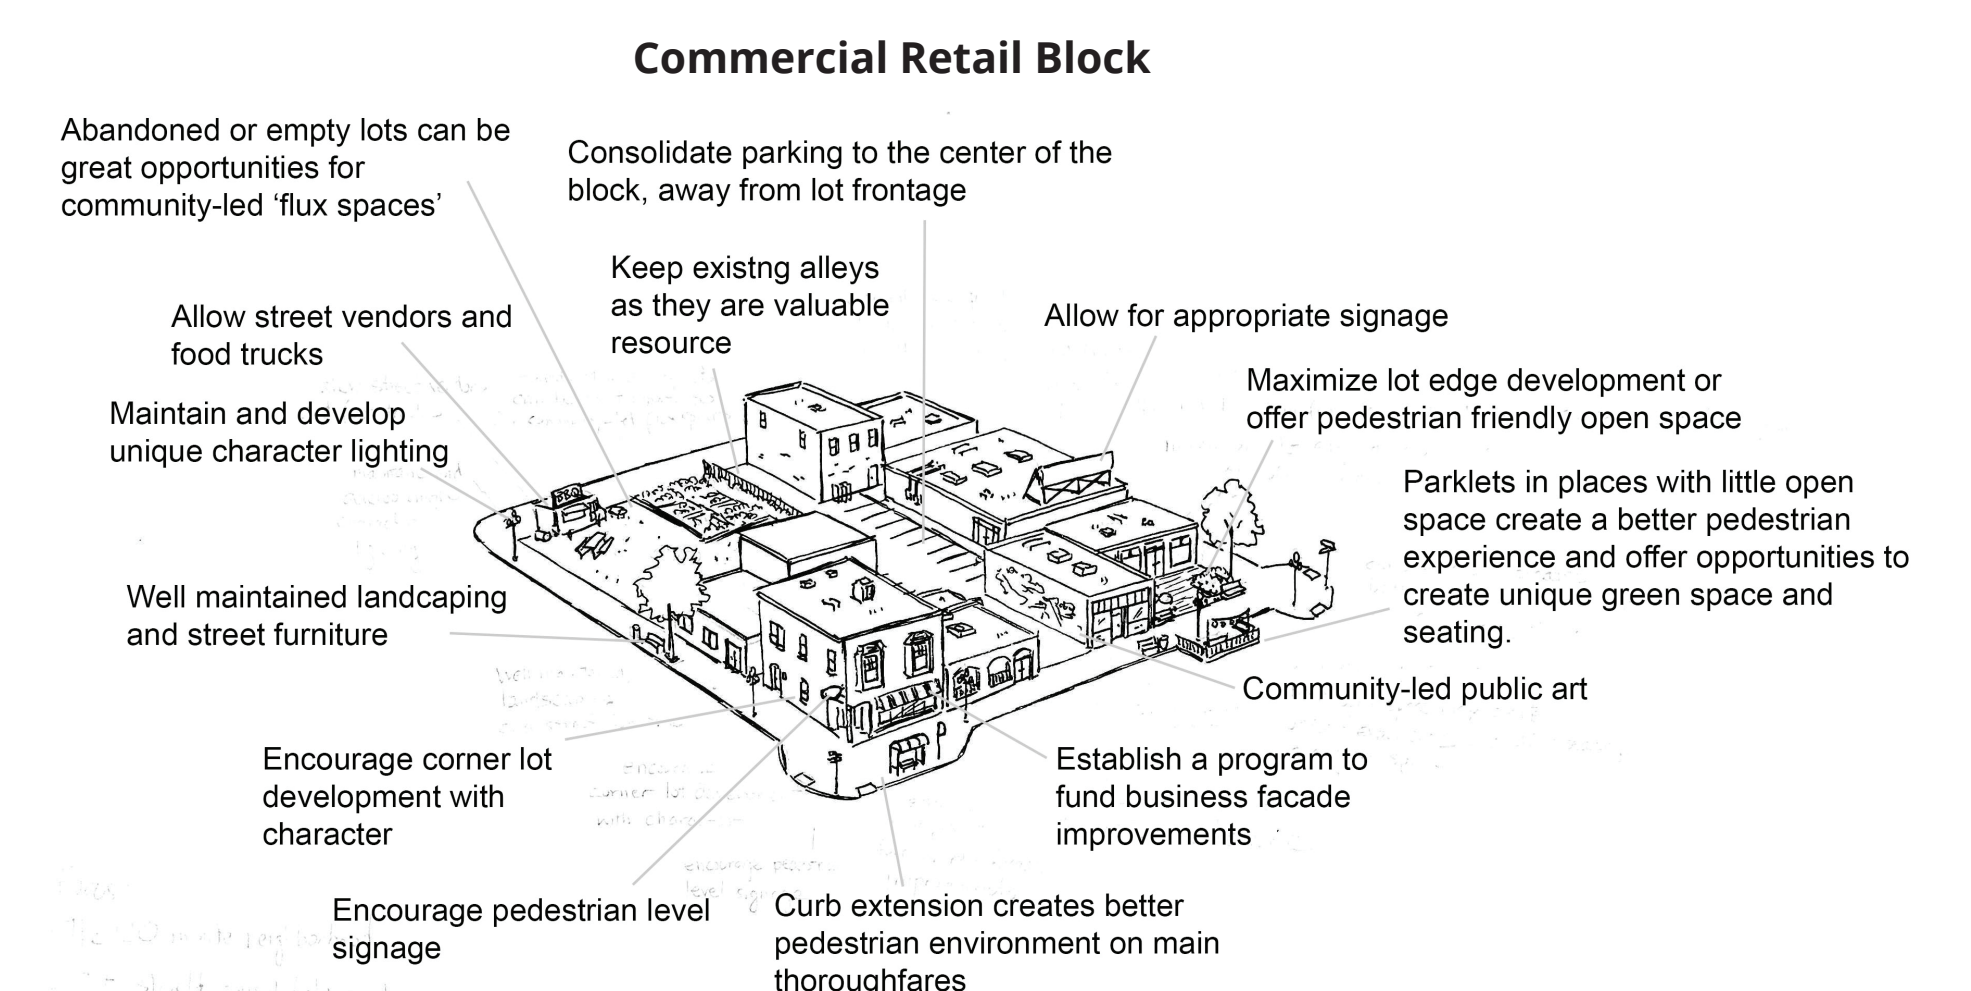 Commercial Retail Block
Abandoned or empty lots can be
great opportunities for
community-led ‘flux spaces’
Consolidate parking to the center of the
block, away from lot frontage
Keep existng alleys
as they are valuable
resource
Allow for appropriate signage
Allow street vendors and
food trucks
Maximize lot edge development or
offer pedestrian friendly open space
Maintain and develop
unique character lighting
Parklets in places with little open
space create a better pedestrian
experience and offer opportunities to
create unique green space and
seating.
Well maintained landcaping
and street furniture
Community-led public art
Encourage corner lot
development with
character
Establish a program to
fund business facade
improvements
Encourage pedestrian level
signage
Curb extension creates better
pedestrian environment on main
thoroughfares